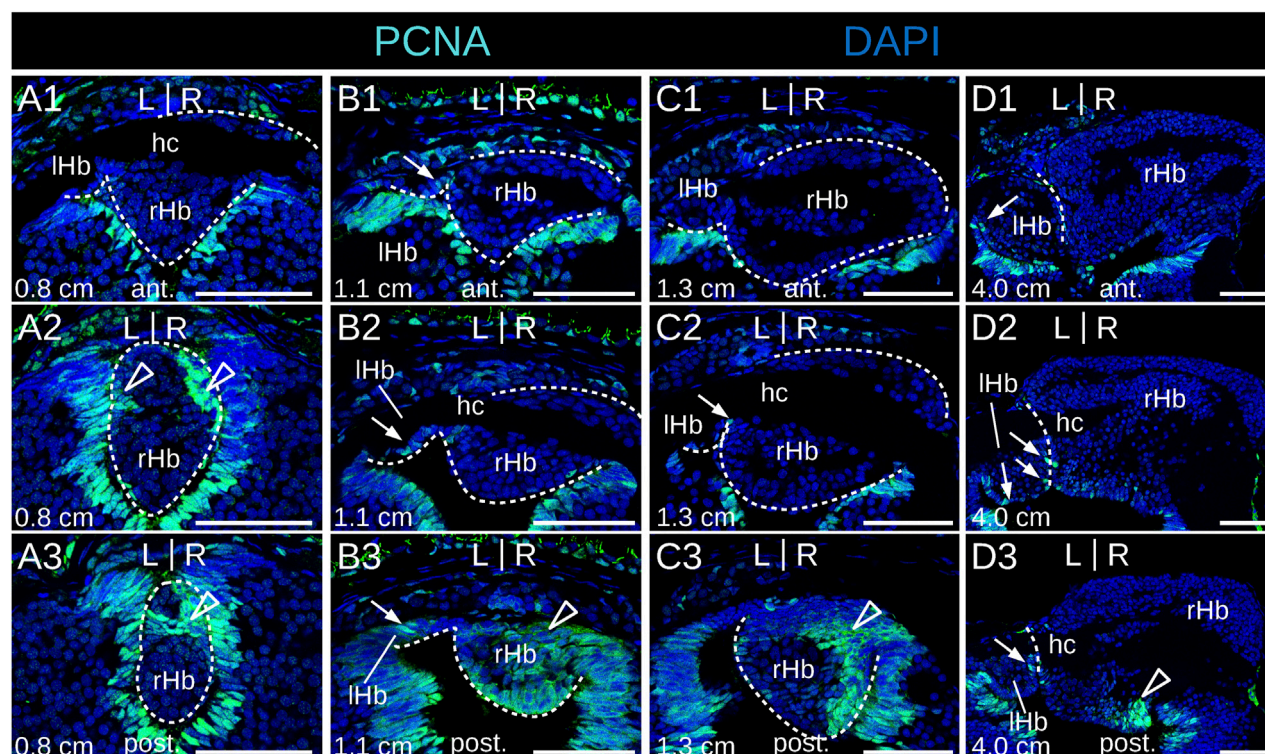 PCNA DAPI
A1 L | R
hc
lHb
rHb
0.8 cm ant.
B1 L | R
rHb
lHb
1.1 cm ant.
C1 L | R
lHb
rHb
1.3 cm ant.
D1 L | R
rHb
lHb
4.0 cm ant.
A2 L | R
rHb
0.8 cm
B2 L | R
lHb
hc
rHb
1.1 cm
C2 L | R
hc
lHb
rHb
1.3 cm
D2 L | R
lHb
rHb
hc
4.0 cm
A3 L | R
rHb
0.8 cm post.
B3 L | R
rHb
lHb
1.1 cm post.
C3 L | R
rHb
1.3 cm post.
D3 L | R
rHb
hc
lHb
4.0 cm post.